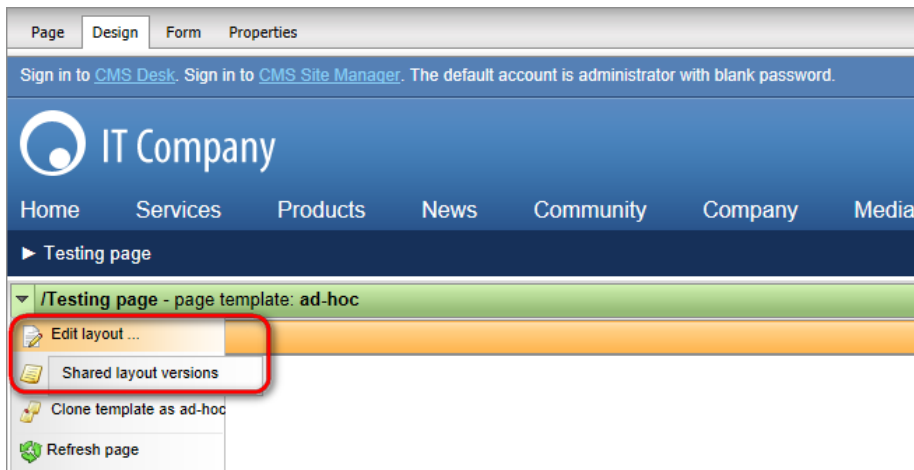 Page Design Form Properties
Sign in to CMS Desk. Sign in to CMS Site Manager. The default account is administrator with blank password.
IT Company
Home Services Products News Community Company Media
► Testing page
/Testing page - page template: ad-hoc
Edit layout ...
Shared layout versions
Clone template as ad-hoc
Refresh page